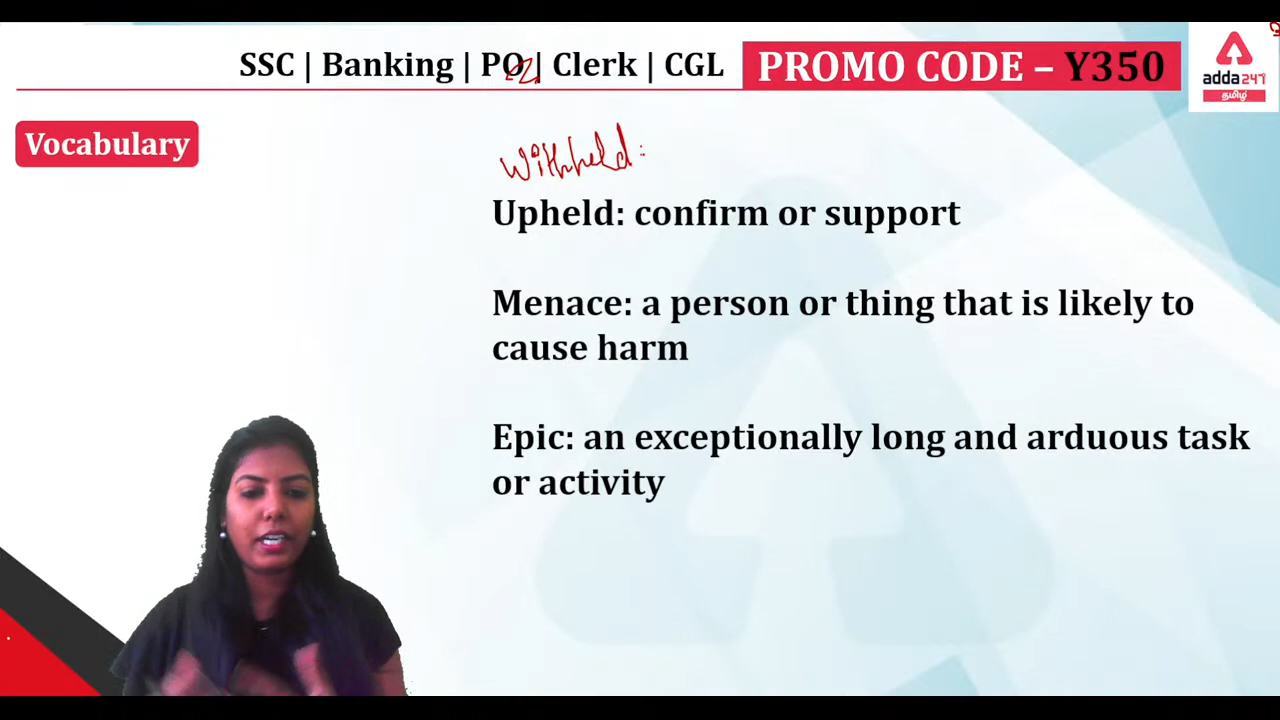 SSC | Banking | PO | Clerk | CGL
PROMO CODE – Y350
adda247
தமிழ்
Vocabulary
Withheld:
Upheld: confirm or support
Menace: a person or thing that is likely to
cause harm
Epic: an exceptionally long and arduous task
or activity